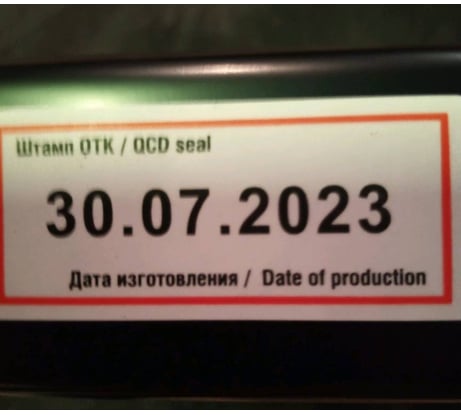 Штамп ОТК / QCD seal
30.07.2023
Дата изготовления / Date of production